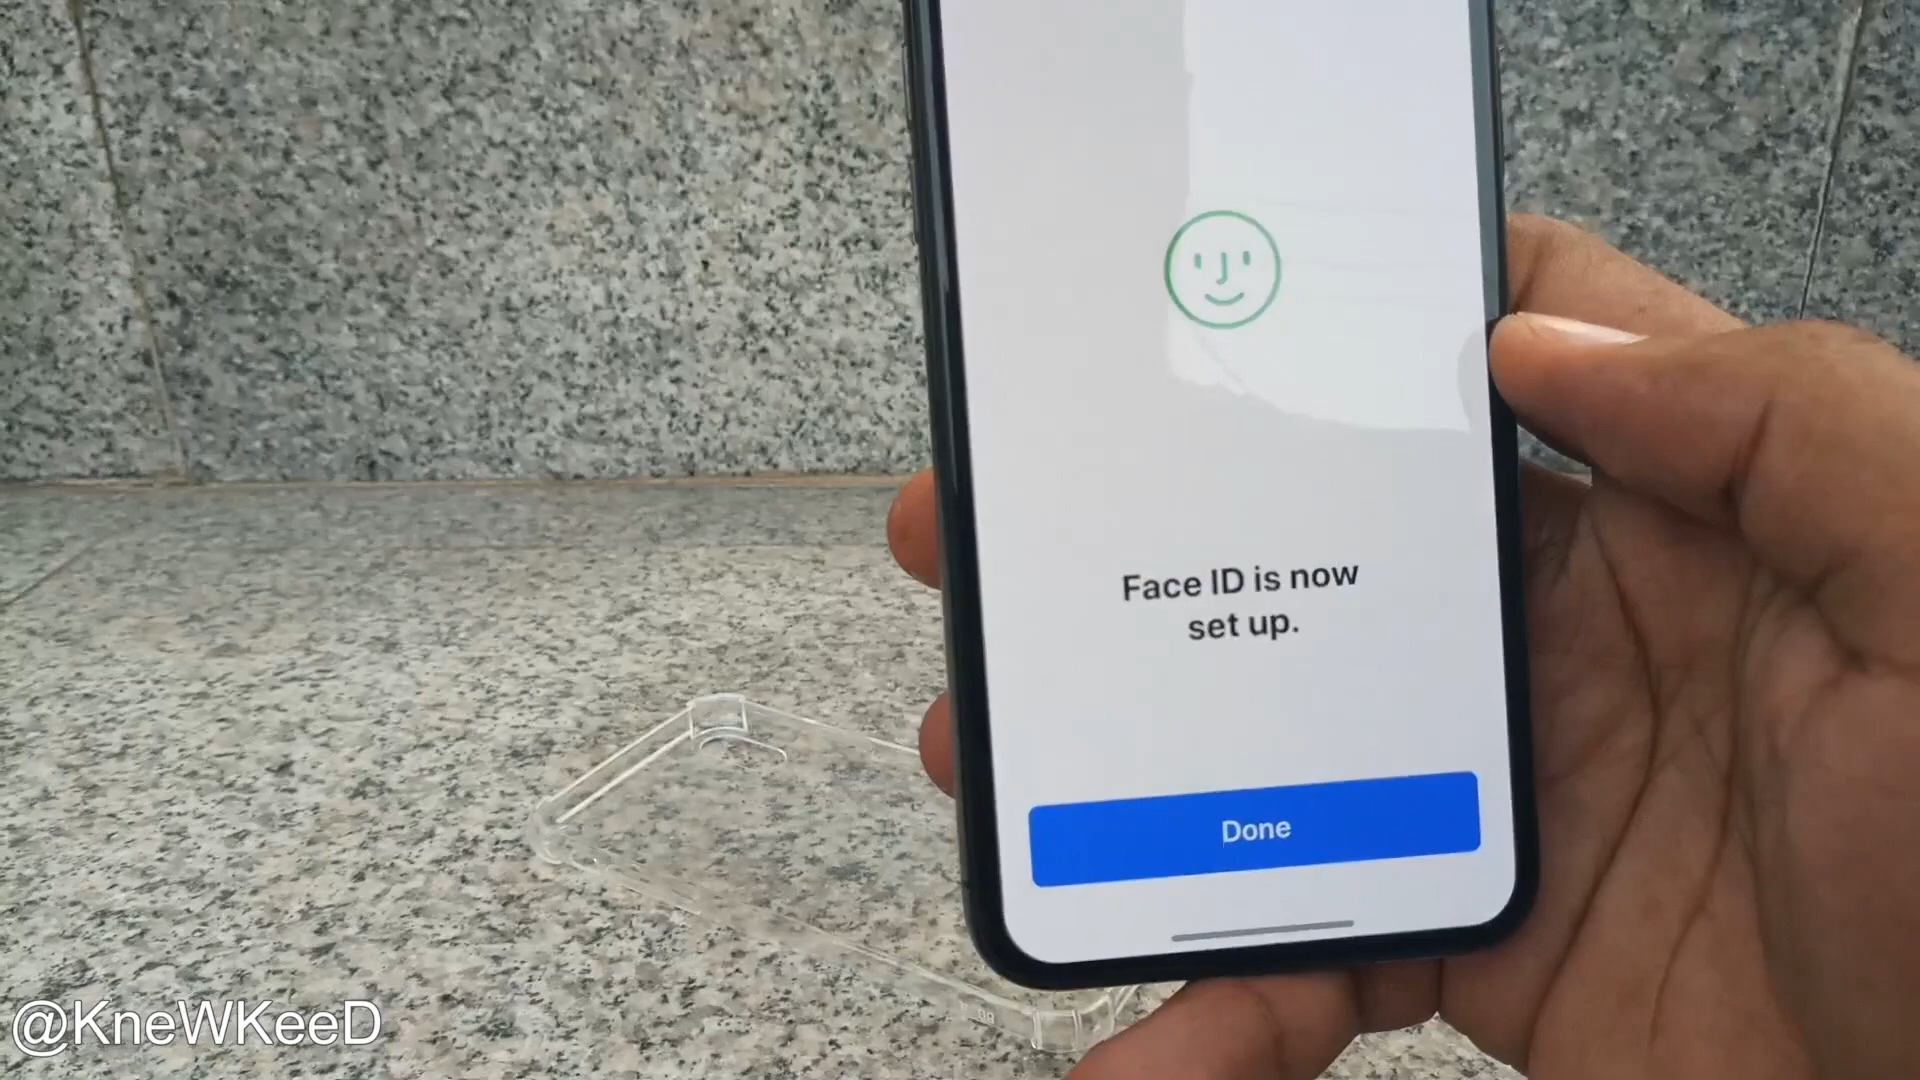 Face ID is now
set up.
Done
@KneWKeeD